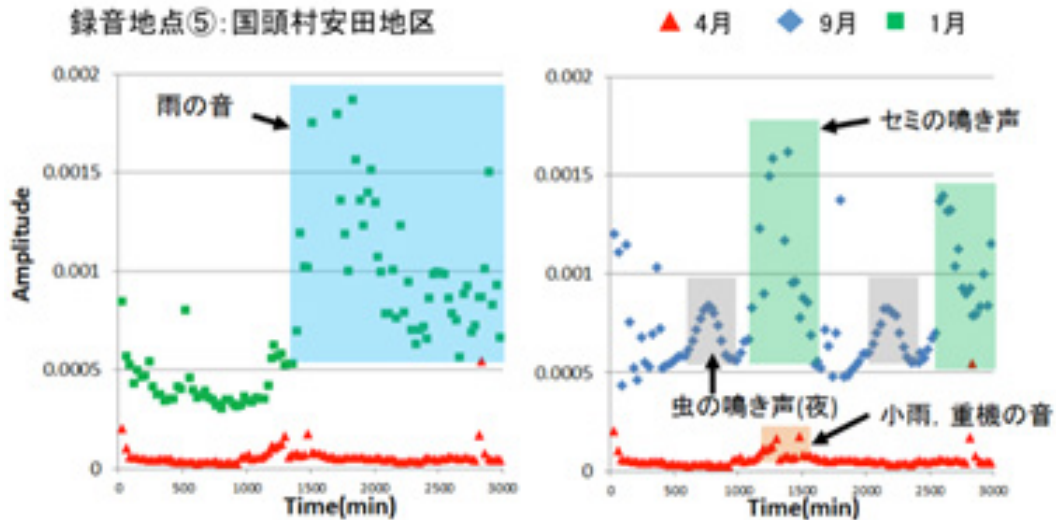 録音地点⑤：国頭村安田地区
4月
9月
1月
Amplitude
0.002
0.0015
0.001
0.0005
0
0
500
1000
1500
2000
2500
3000
Time(min)
雨の音
0.002
0.0015
0.001
0.0005
0
0
500
1000
1500
2000
2500
3000
Time(min)
セミの鳴き声
虫の鳴き声(夜)
小雨，重機の音